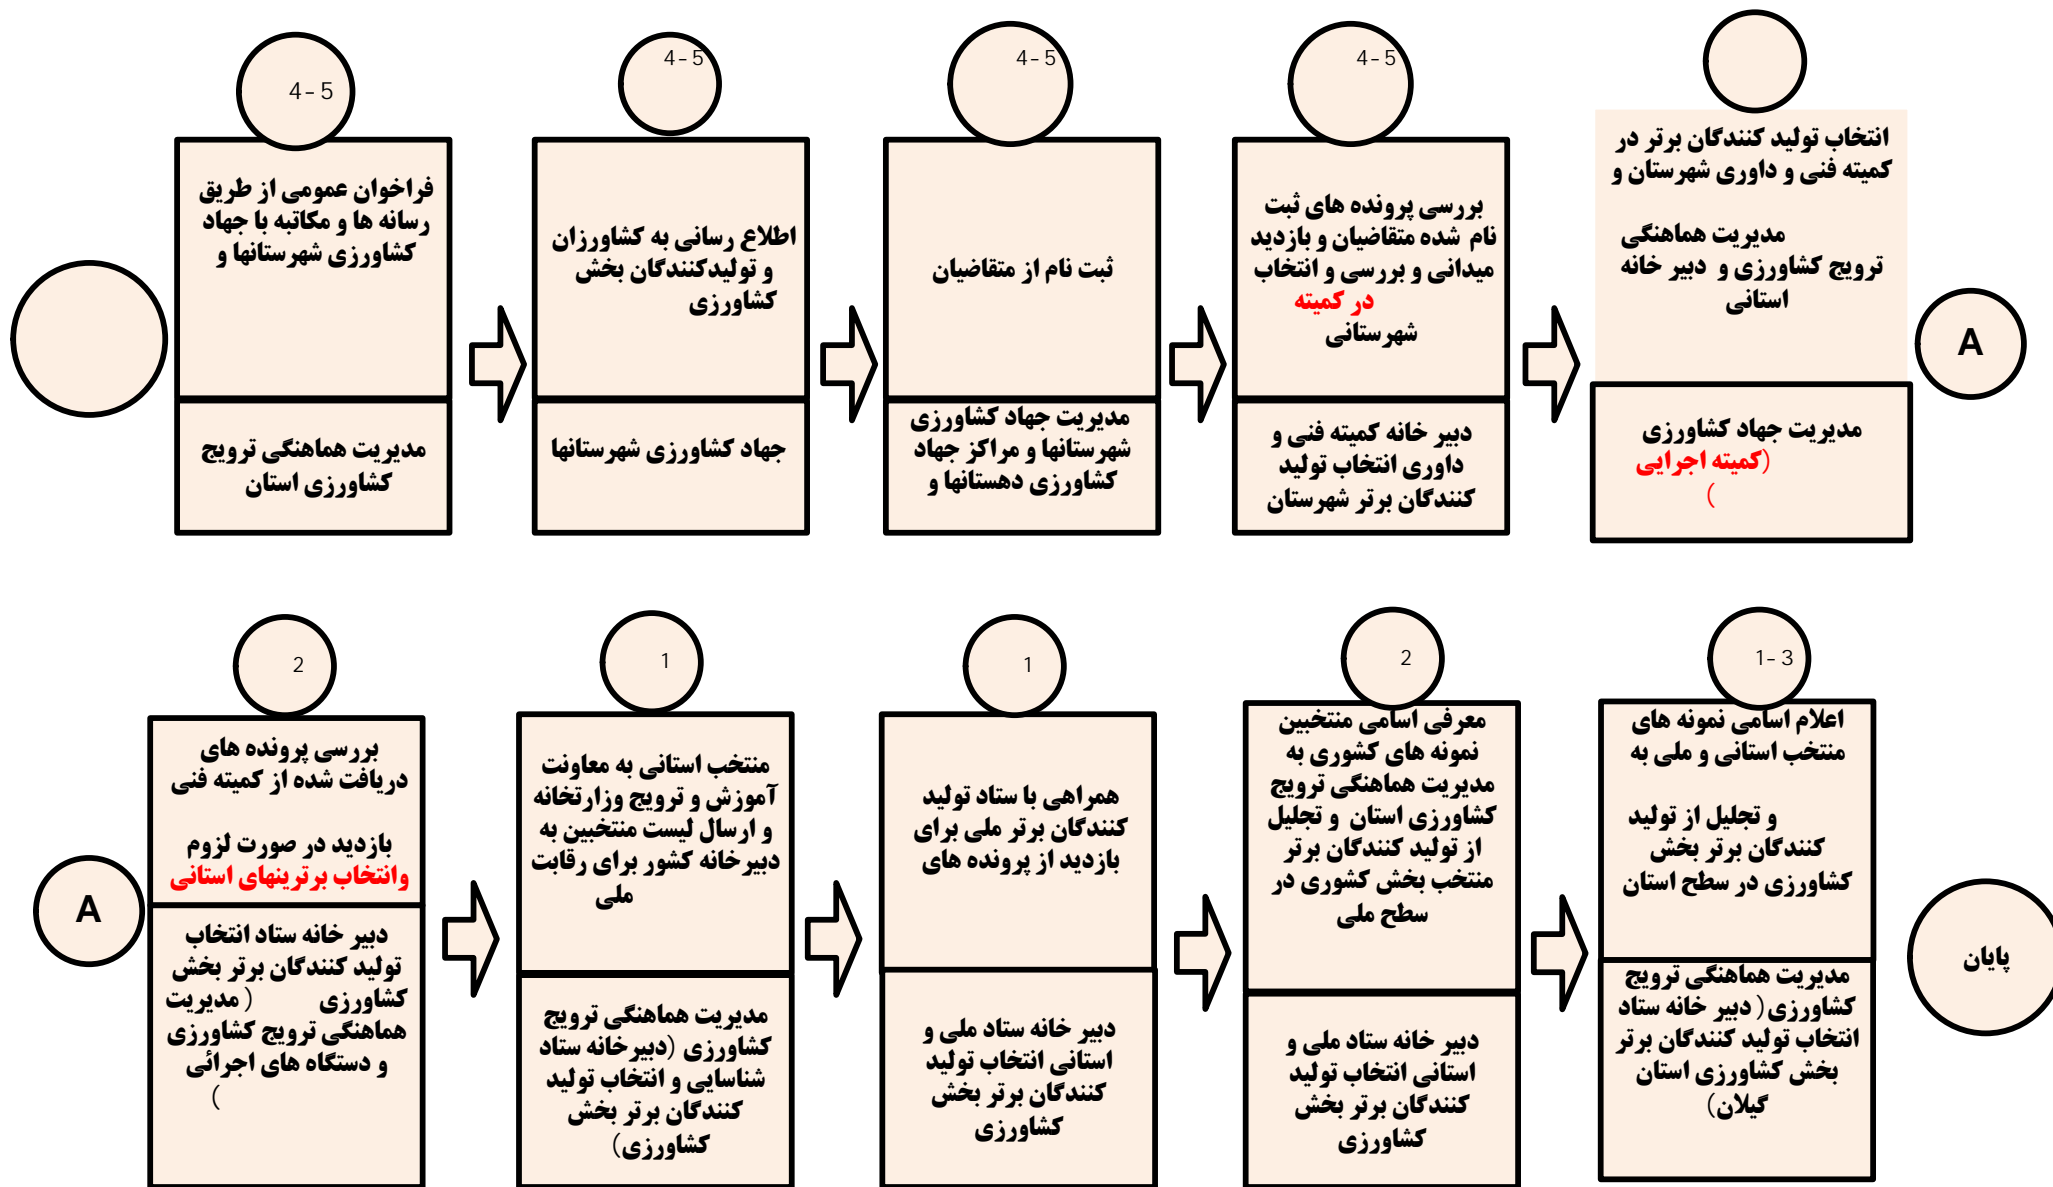 4-5
فراخوان عمومی از طریق
رسانه ها و مکاتبه با جهاد
کشاورزی شهرستانها و
مدیریت هماهنگی ترویج
کشاورزی استان
4-5
اطلاع رسانی به کشاورزان
و تولیدکنندگان بخش
کشاورزی
جهاد کشاورزی شهرستانها
4-5
ثبت نام از متقاضیان
مدیریت جهاد کشاورزی
شهرستانها و مراکز جهاد
کشاورزی دهستانها و
4-5
بررسی پرونده های ثبت
نام شده متقاضیان و بازدید
میدانی و بررسی و انتخاب
در کمیته
شهرستانی
دبیر خانه کمیته فنی و
داوری انتخاب تولید
کنندگان برتر شهرستان
انتخاب تولید کنندگان برتر در
کمیته فنی و داوری شهرستان و
مدیریت هماهنگی
ترویج کشاورزی و دبیر خانه
استانی
مدیریت جهاد کشاورزی
(کمیته اجرایی
)
A
A
2
بررسی پرونده های
دریافت شده از کمیته فنی
بازدید در صورت لزوم
وانتخاب برترینهای استانی
دبیر خانه ستاد انتخاب
تولید کنندگان برتر بخش
کشاورزی (مدیریت
هماهنگی ترویج کشاورزی
و دستگاه های اجرائی
)
1
منتخب استانی به معاونت
آموزش و ترویج وزارتخانه
و ارسال لیست منتخبین به
دبیرخانه کشور برای رقابت
ملی
مدیریت هماهنگی ترویج
کشاورزی (دبیرخانه ستاد
شناسایی و انتخاب تولید
کنندگان برتر بخش
کشاورزی)
1
همراهی با ستاد تولید
کنندگان برتر ملی برای
بازدید از پرونده های
دبیر خانه ستاد ملی و
استانی انتخاب تولید
کنندگان برتر بخش
کشاورزی
2
معرفی اسامی منتخبین
نمونه های کشوری به
مدیریت هماهنگی ترویج
کشاورزی استان و تجلیل
از تولید کنندگان برتر
منتخب بخش کشوری در
سطح ملی
دبیر خانه ستاد ملی و
استانی انتخاب تولید
کنندگان برتر بخش
کشاورزی
1-3
اعلام اسامی نمونه های
منتخب استانی و ملی به
و تجلیل از تولید
کنندگان برتر بخش
کشاورزی در سطح استان
مدیریت هماهنگی ترویج
کشاورزی( دبیر خانه ستاد
انتخاب تولید کنندگان برتر
بخش کشاورزی استان
گیلان)
پایان